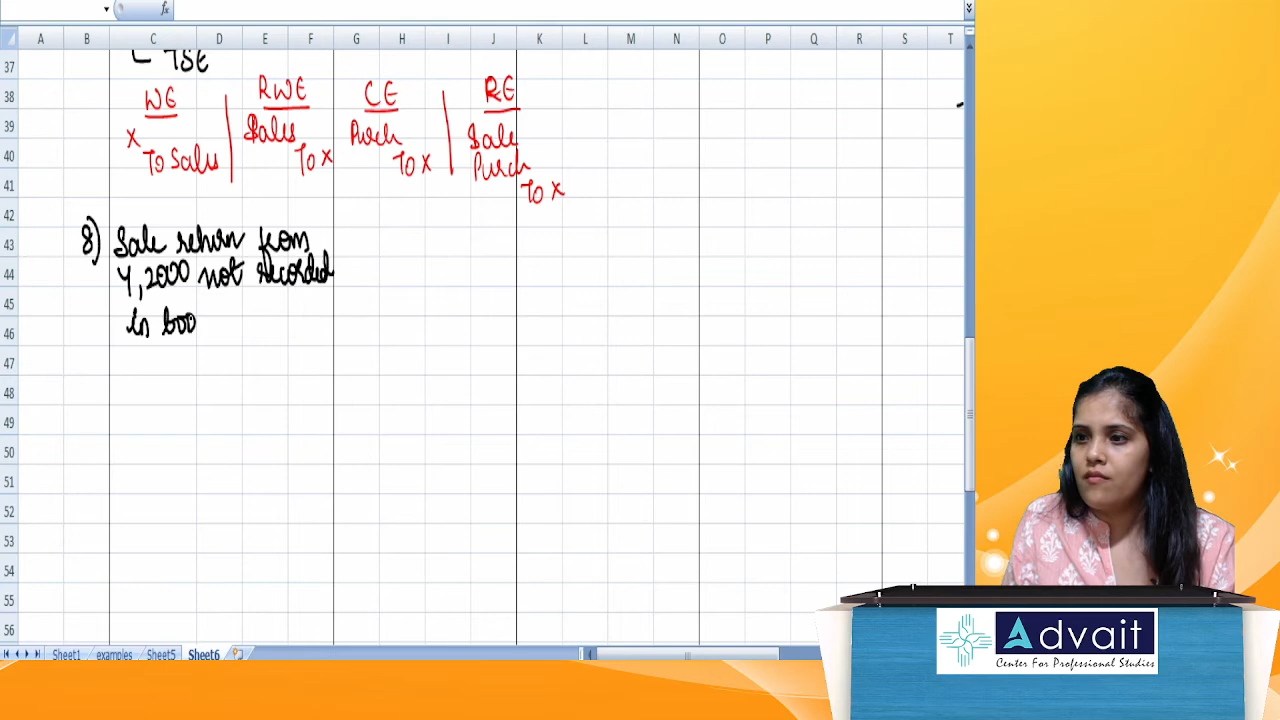 fx
A B C D E F G H I J K L M N O P Q R S T
37
38
39
40
41
42
43
44
45
46
47
48
49
50
51
52
53
54
55
56
TSE
WE
X
To Sales
RWE
Sales
To X
CE
Purch
To X
RE
Sale
Purch
To X
8) Sale return from
Y, 2000 not recorded
in boo
Sheet1 examples Sheet5 Sheet6
Advait
Center For Professional Studies